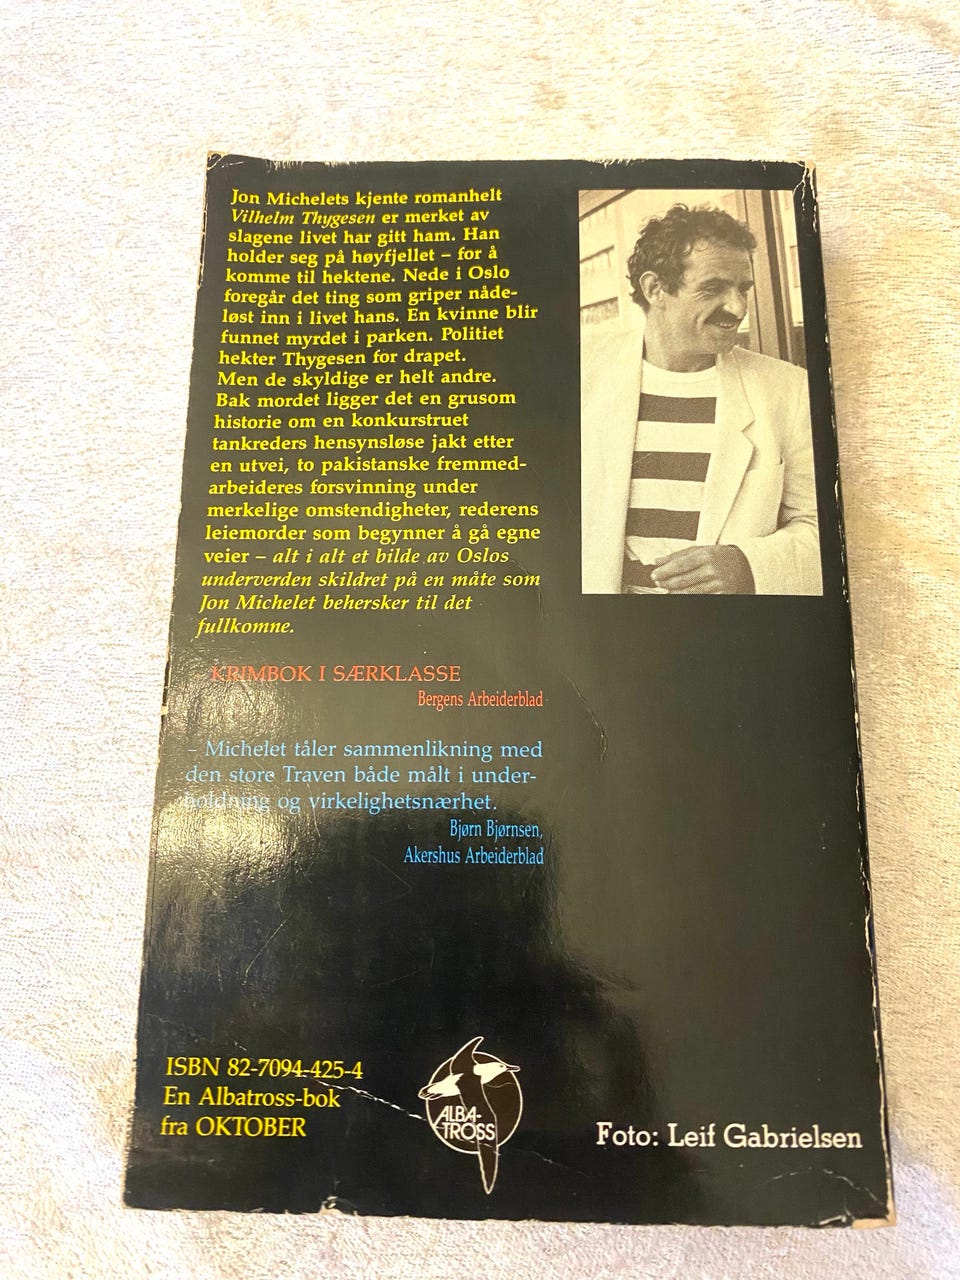 Jon Michelets kjente romanhelt
Vilhelm Thygesen er merket av
slagene livet har gitt ham. Han
holder seg på høyfjellet – for å
komme til hektene. Nede i Oslo
foregår det ting som griper nåde-
løst inn i livet hans. En kvinne blir
funnet myrdet i parken. Politiet
hekter Thygesen for drapet.
Men de skyldige er helt andre.
Bak mordet ligger det en grusom
historie om en konkurstruet
tankreders hensynsløse jakt etter
en utvei, to pakistanske fremmed-
arbeideres forsvinning under
merkelige omstendigheter, rederens
leiemorder som begynner å gå egne
veier – alt i alt et bilde av Oslos
underverden skildret på en måte som
Jon Michelet behersker til det
fullkomne.
KRIMBOK I SÆRKLASSE
Bergens Arbeiderblad
– Michelet tåler sammenlikning med
den store Traven både målt i under-
holdning og virkelighetsnærhet.
Bjørn Bjørnsen,
Akershus Arbeiderblad
ISBN 82-7094-425-4
En Albatross-bok
fra OKTOBER
ALBA-
TROSS
Foto: Leif Gabrielsen